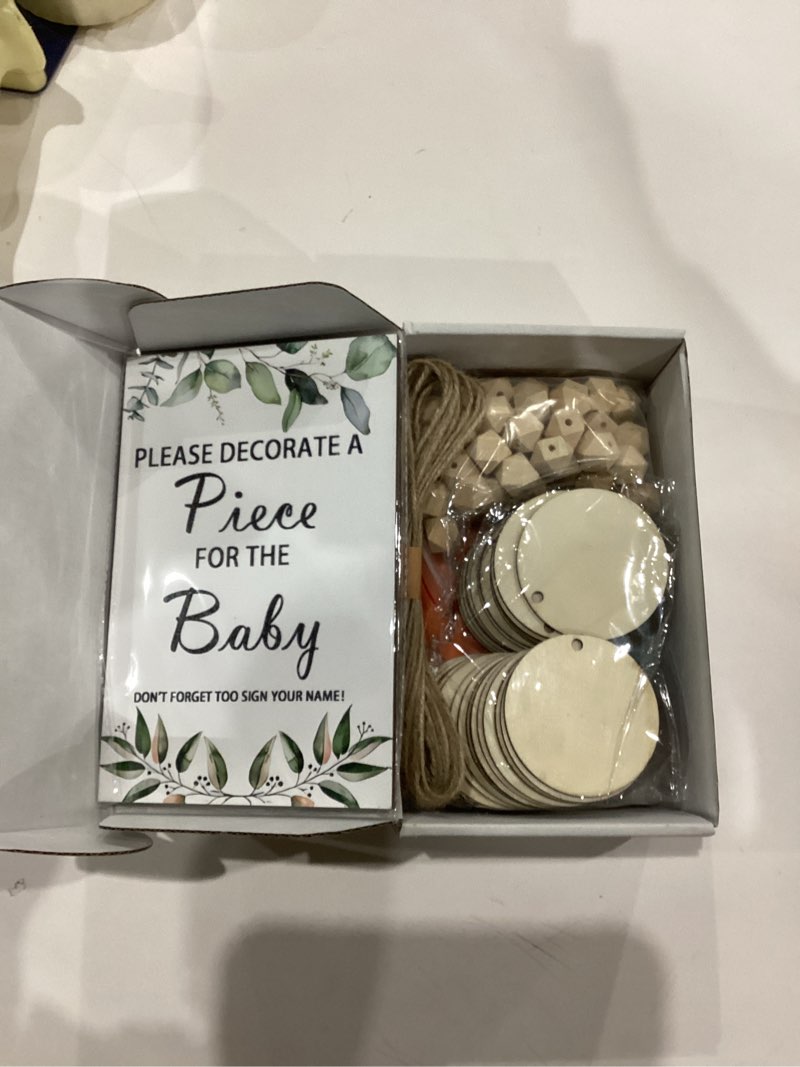 PLEASE DECORATE A
Piece
FOR THE
Baby
DON'T FORGET TOO SIGN YOUR NAME!